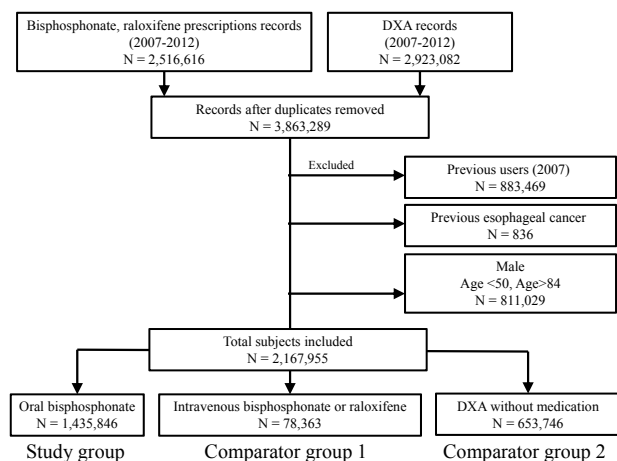 Bisphosphonate, raloxifene prescriptions records
(2007-2012)
N = 2,516,616
DXA records
(2007-2012)
N = 2,923,082
Records after duplicates removed
N = 3,863,289
Excluded
Previous users (2007)
N = 883,469
Previous esophageal cancer
N = 836
Male
Age <50, Age>84
N = 811,029
Total subjects included
N = 2,167,955
Oral bisphosphonate
N = 1,435,846
Intravenous bisphosphonate or raloxifene
N = 78,363
DXA without medication
N = 653,746
Study group
Comparator group 1
Comparator group 2